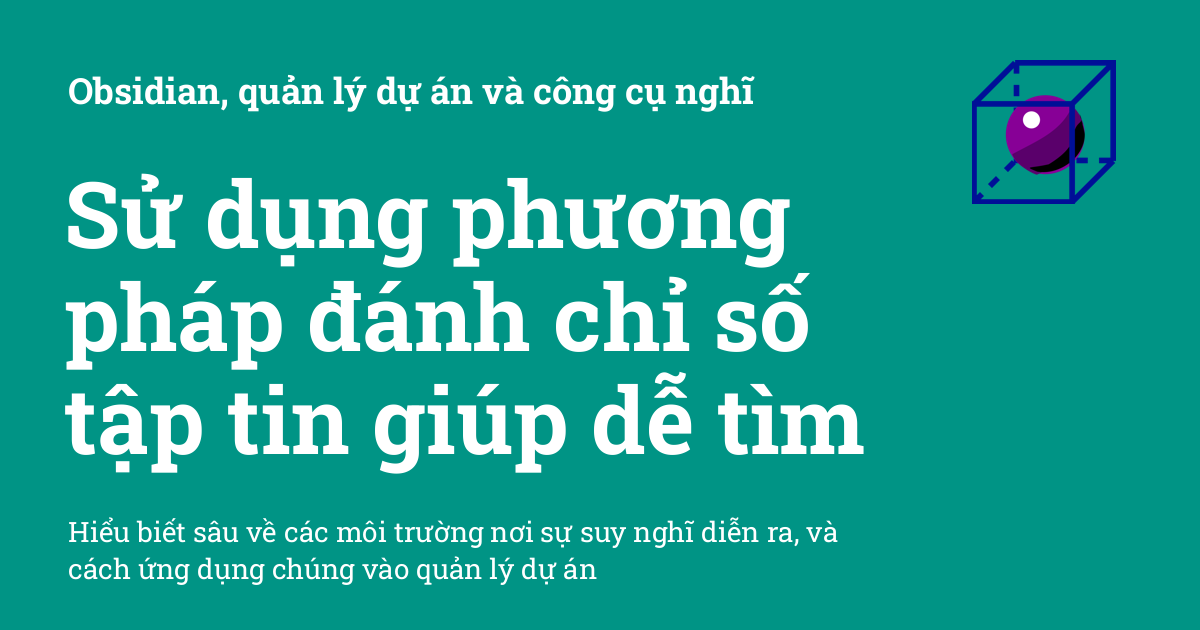 Obsidian, quản lý dự án và công cụ nghĩ
Sử dụng phương
pháp đánh chỉ số
tập tin giúp dễ tìm
Hiểu biết sâu về các môi trường nơi sự suy nghĩ diễn ra, và
cách ứng dụng chúng vào quản lý dự án